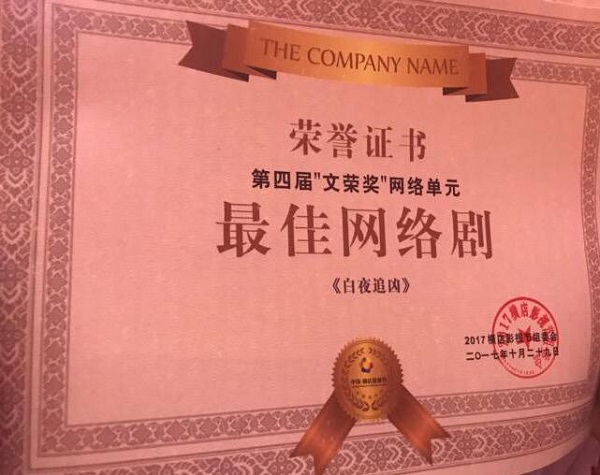 THE COMPANY NAME
荣誉证书
第四届"文荣奖"网络单元
最佳网络剧
《白夜追凶》
2017横店影视节组委会
二〇一七年十月二十九日